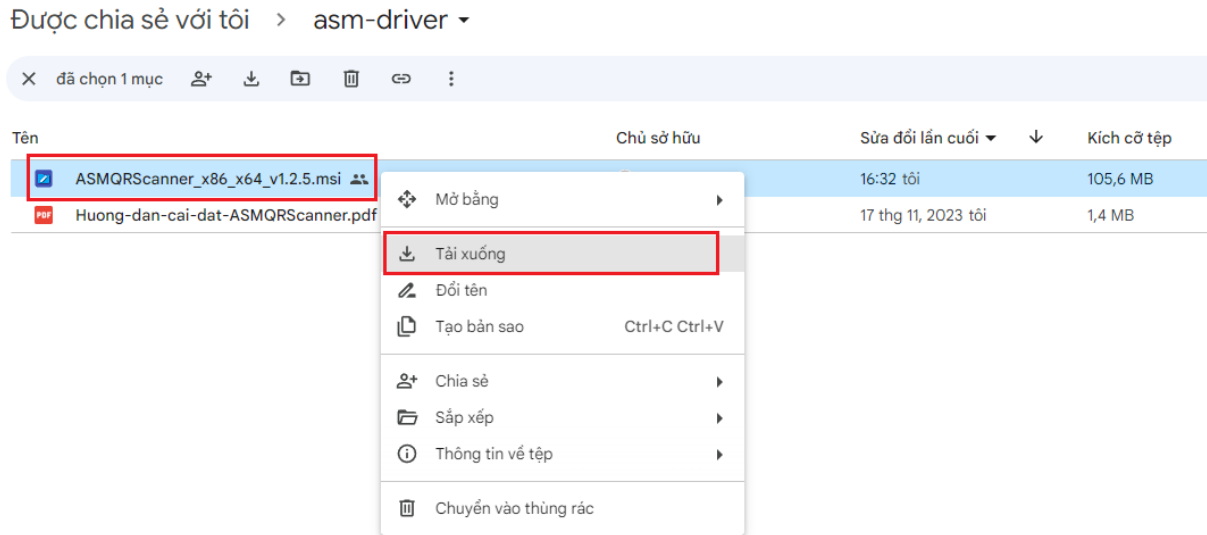 Được chia sẻ với tôi > asm-driver
đã chọn 1 mục
Tên Chủ sở hữu Sửa đổi lần cuối Kích cỡ tệp
ASMQRScanner_x86_x64_v1.2.5.msi 16:32 tôi 105,6 MB
PDF Huong-dan-cai-dat-ASMQRScanner.pdf 17 thg 11, 2023 tôi 1,4 MB
Mở bằng
Tải xuống
Đổi tên
Tạo bản sao Ctrl+C Ctrl+V
Chia sẻ
Sắp xếp
Thông tin về tệp
Chuyển vào thùng rác